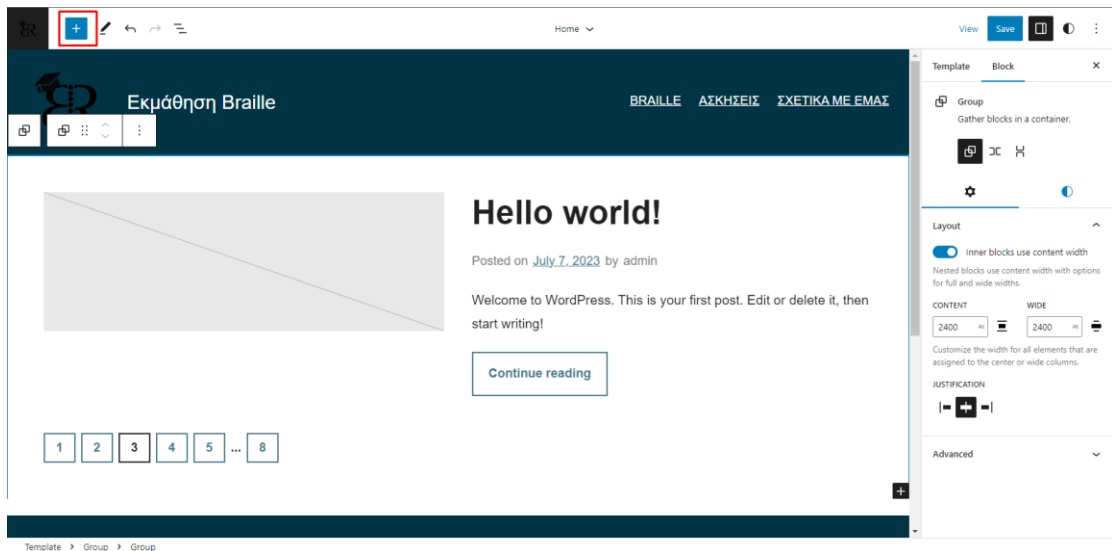 Home
View
Save
Εκμάθηση Braille
BRAILLE ΑΣΚΗΣΕΙΣ ΣΧΕΤΙΚΑ ΜΕ ΕΜΑΣ
Hello world!
Posted on July 7, 2023 by admin
Welcome to WordPress. This is your first post. Edit or delete it, then
start writing!
Continue reading
1 2 3 4 5 ... 8
Template Block
Group
Gather blocks in a container.
Layout
Inner blocks use content width
Nested blocks use content width with options
for full and wide widths.
CONTENT WIDE
2400 PX 2400 PX
Customize the width for all elements that are
assigned to the center or wide columns.
JUSTIFICATION
Advanced
Template > Group > Group